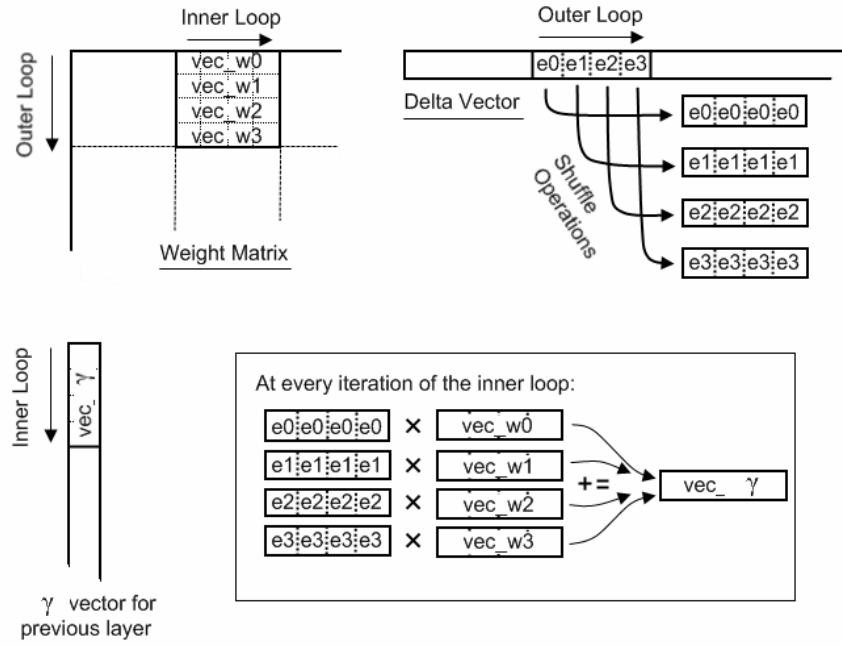 Inner Loop
Outer Loop
vec_w0
vec_w1
vec_w2
vec_w3
Weight Matrix
Outer Loop
e0 e1 e2 e3
Delta Vector
e0 e0 e0 e0
e1 e1 e1 e1
e2 e2 e2 e2
e3 e3 e3 e3
Shuffle
Operations
Inner Loop
vec_ γ
γ vector for
previous layer
At every iteration of the inner loop:
e0 e0 e0 e0 × vec_w0
e1 e1 e1 e1 × vec_w1
e2 e2 e2 e2 × vec_w2
e3 e3 e3 e3 × vec_w3
+ =
vec_ γ